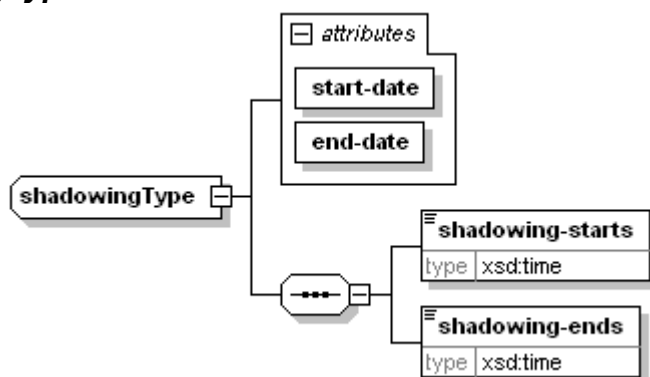 attributes
start-date
end-date
shadowingType
shadowing-starts
type xsd:time
shadowing-ends
type xsd:time